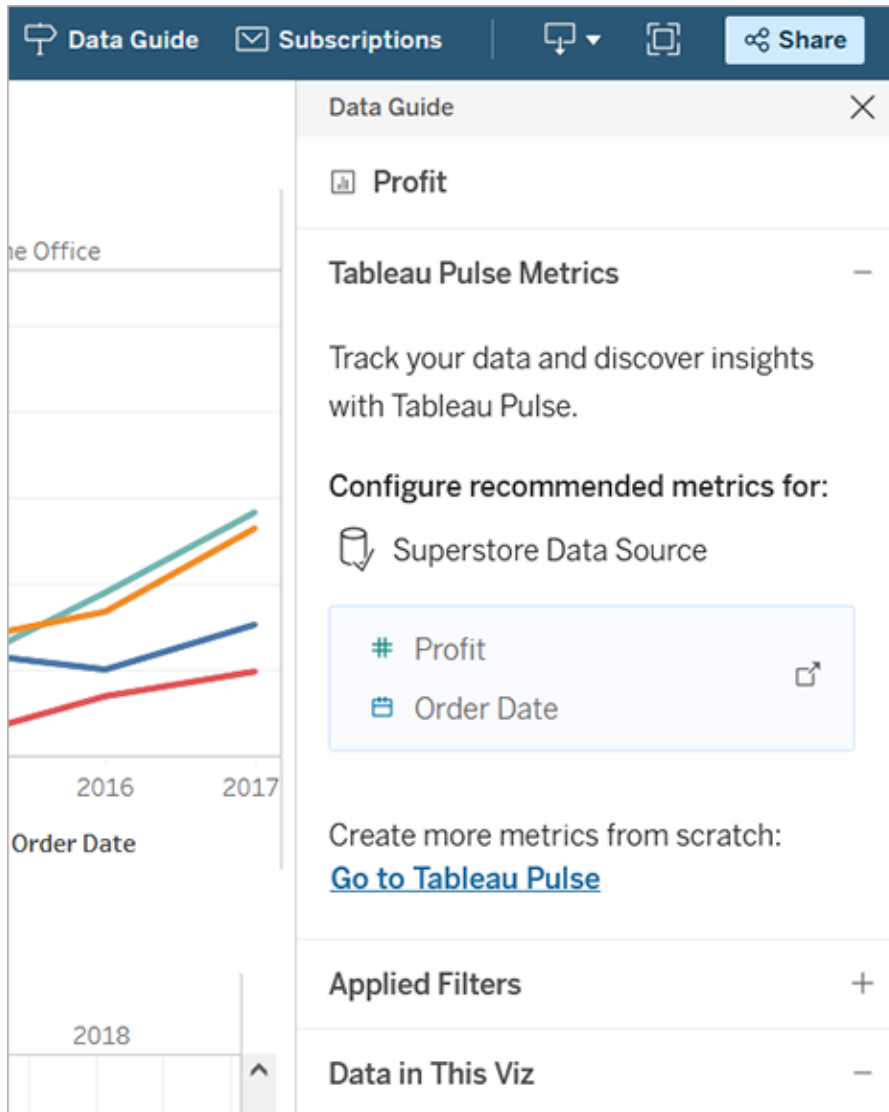 Data Guide
Subscriptions
Share
Data Guide
Profit
Office
Tableau Pulse Metrics
Track your data and discover insights
with Tableau Pulse.
Configure recommended metrics for:
Superstore Data Source
Profit
Order Date
2016
2017
Order Date
Create more metrics from scratch:
Go to Tableau Pulse
Applied Filters
2018
Data in This Viz